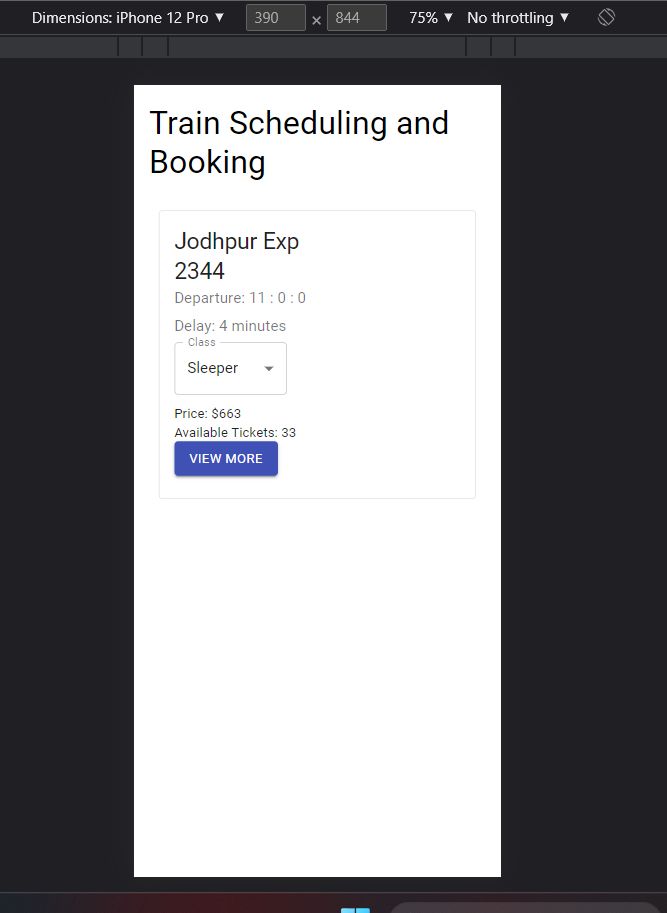 Dimensions: iPhone 12 Pro ▼ 390 × 844 75% ▼ No throttling ▼
Train Scheduling and
Booking
Jodhpur Exp
2344
Departure: 11 : 0 : 0
Delay: 4 minutes
Class
Sleeper
Price: $663
Available Tickets: 33
VIEW MORE